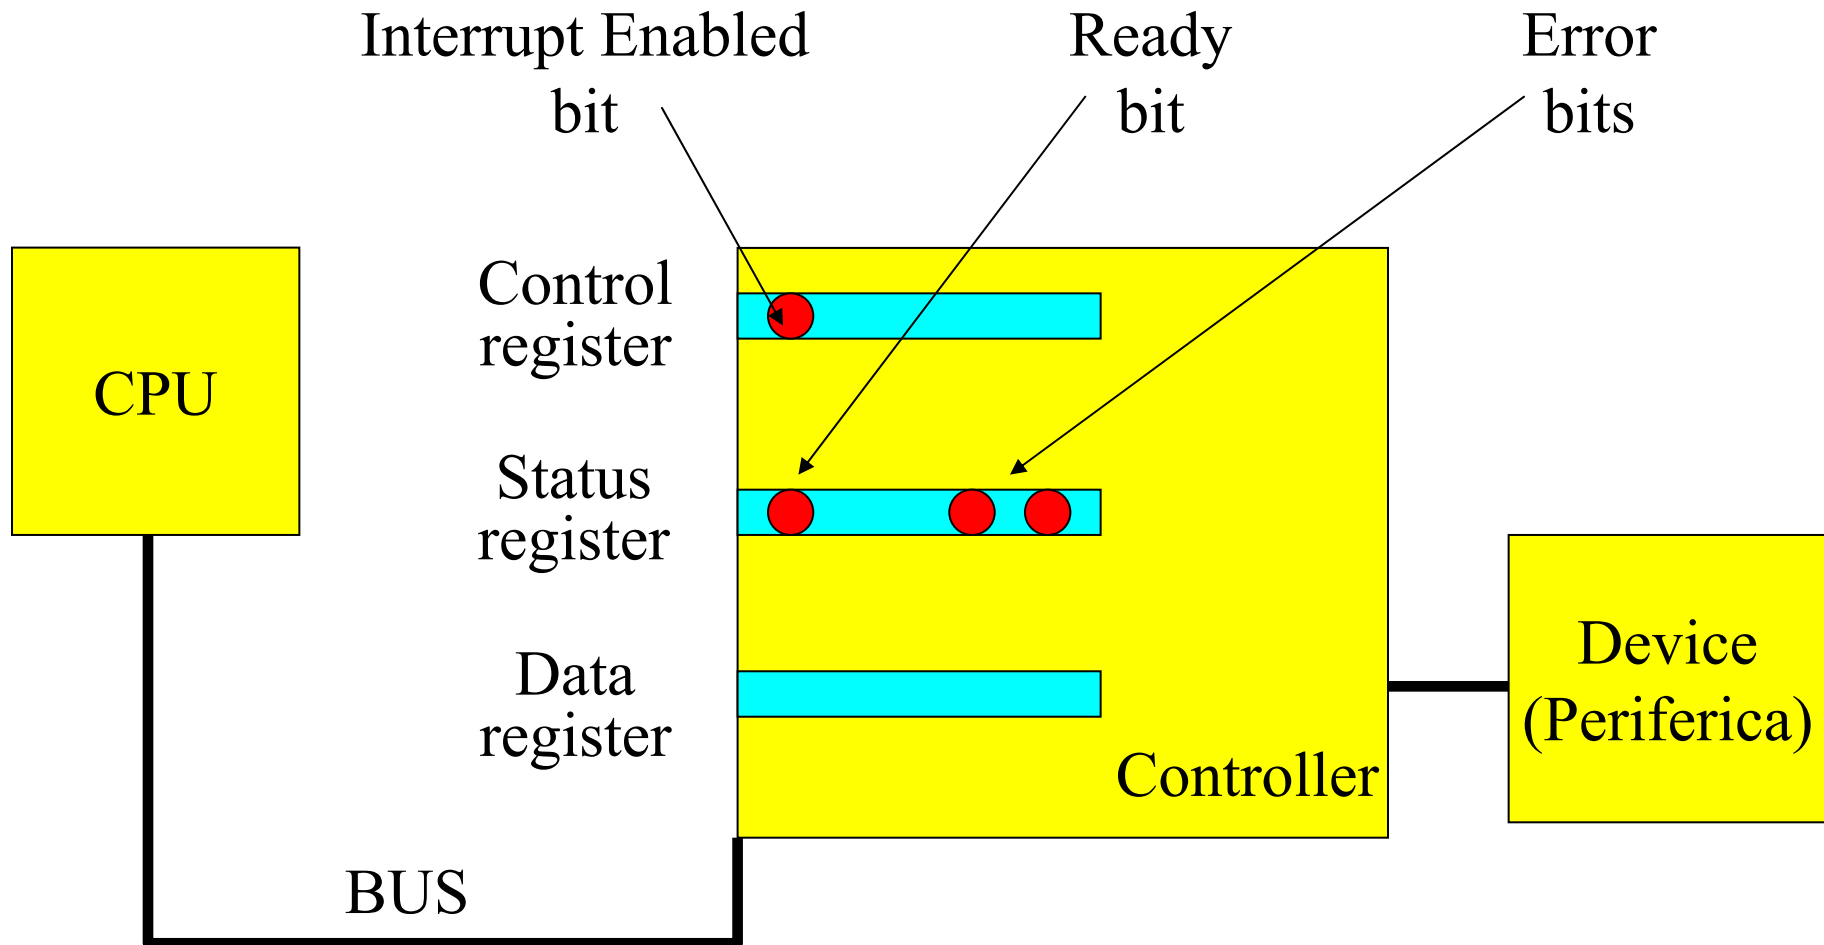 Interrupt Enabled
bit
Ready
bit
Error
bits
CPU
Control
register
Status
register
Data
register
Controller
Device
(Periferica)
BUS